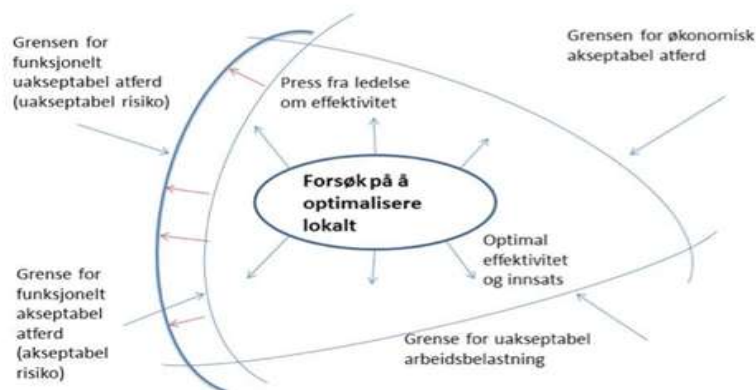 Grensen for
funksjonelt
uakseptabel atferd
(uakseptabel risiko)
Press fra ledelse
om effektivitet
Grensen for økonomisk
akseptabel atferd
Forsøk på å
optimalisere
lokalt
Optimal
effektivitet
og innsats
Grense for
funksjonelt
akseptabel
atferd
(akseptabel
risiko)
Grense for uakseptabel
arbeidsbelastning